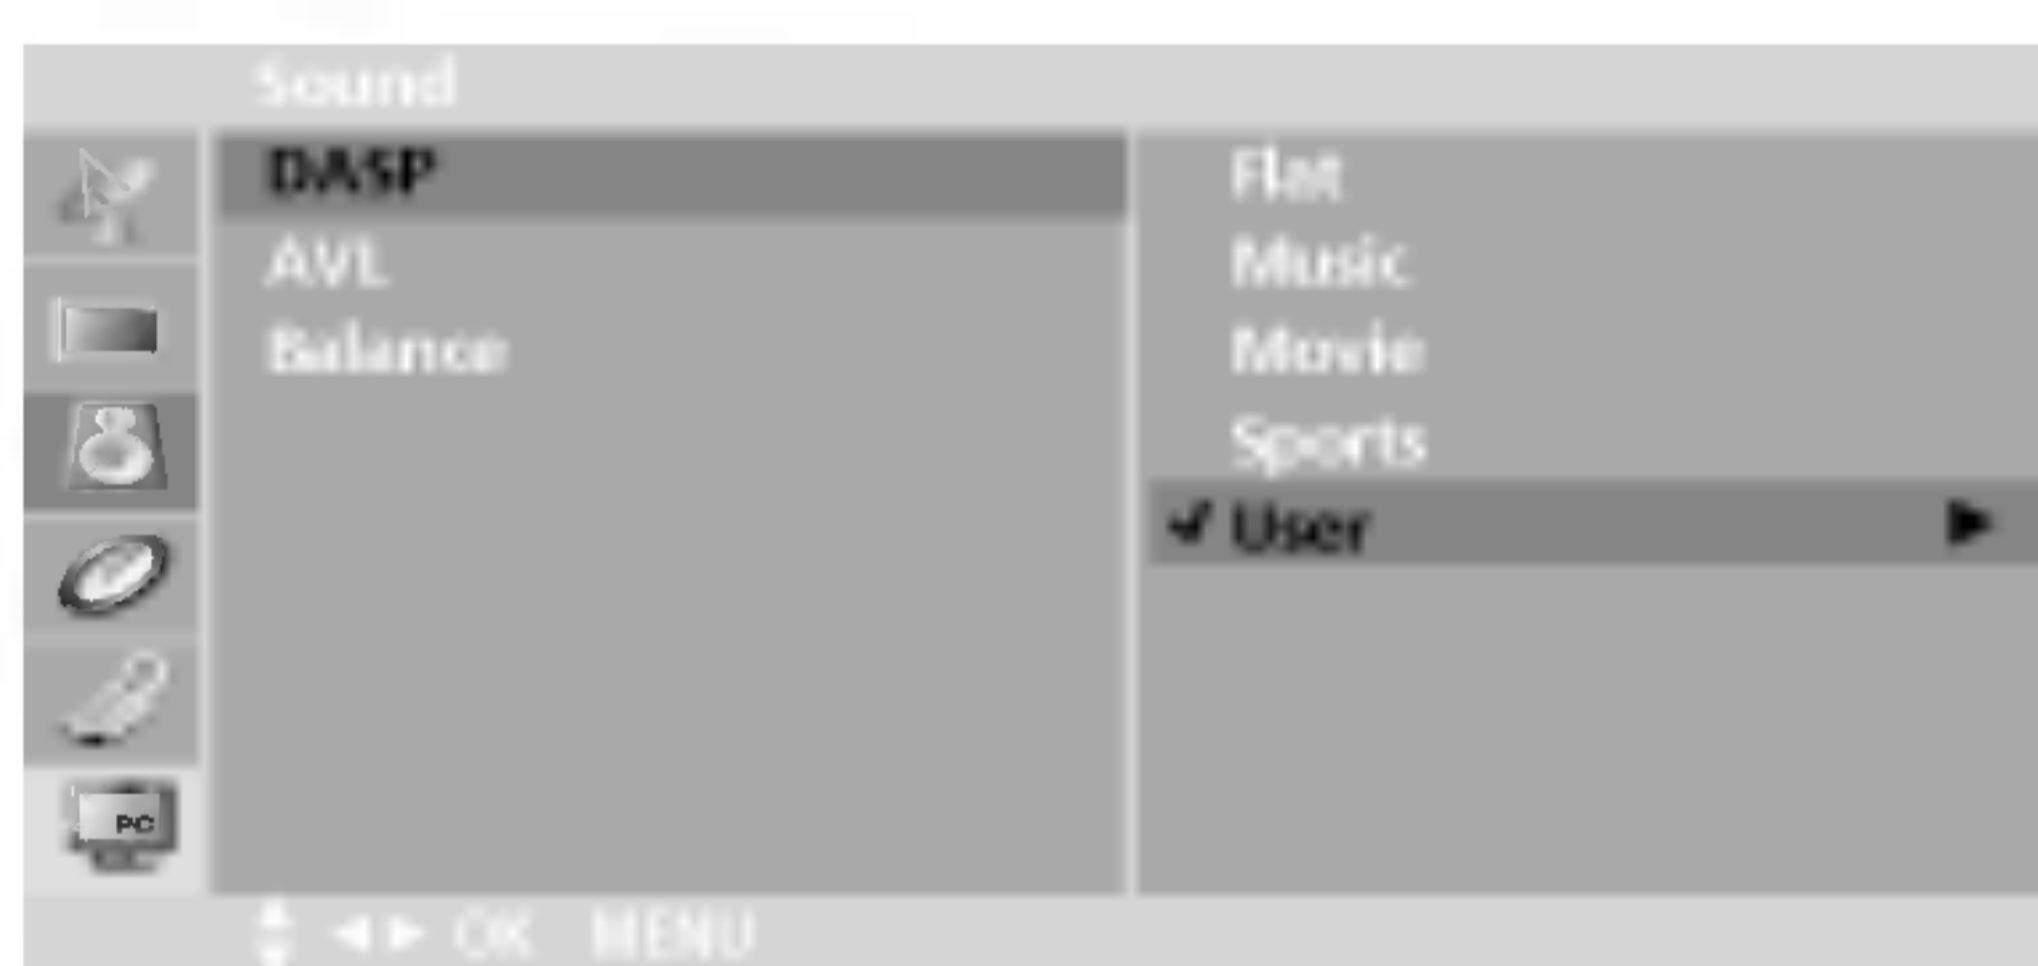 Sound
DASP
AVL
Balance
Flat
Music
Movie
Sports
✓ User ▶
PC
▲▼ ◀▶ OK MENU